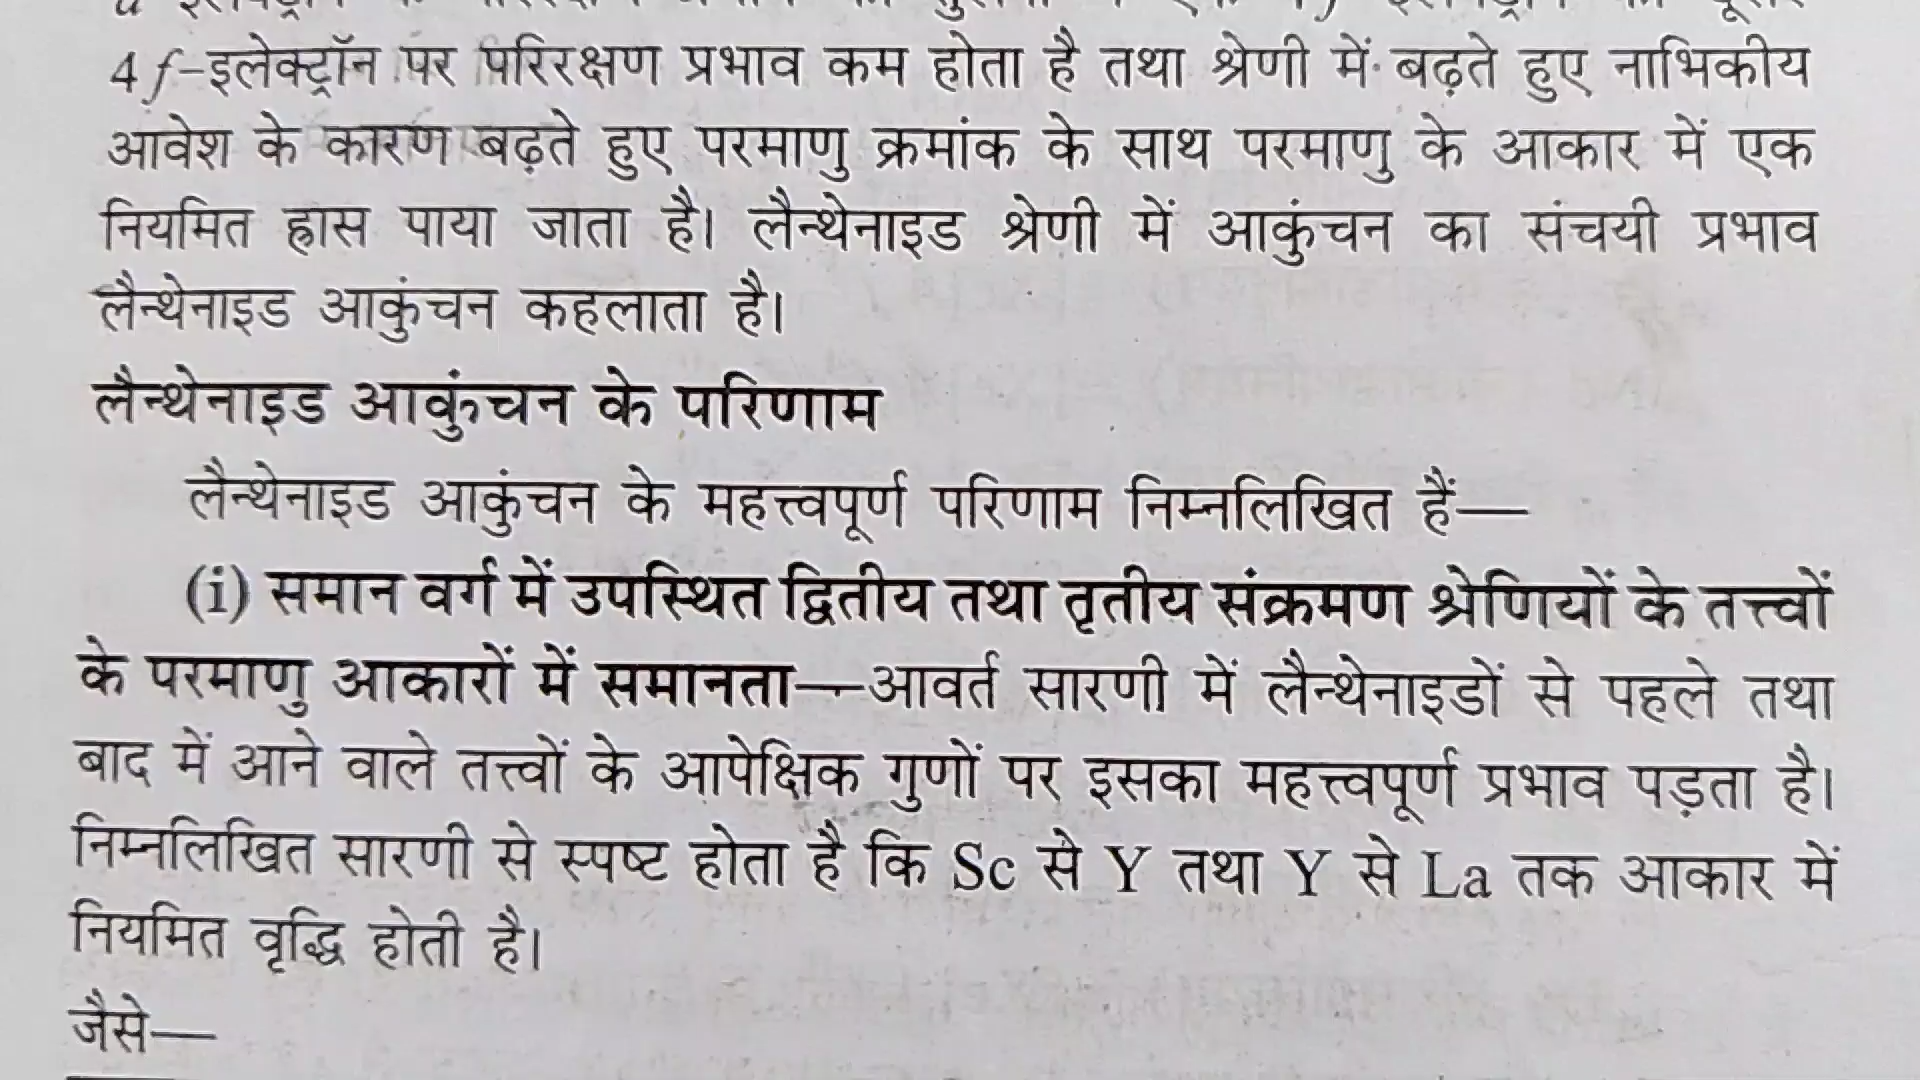 4f-इलेक्ट्रॉन पर परिरक्षण प्रभाव कम होता है तथा श्रेणी में बढ़ते हुए नाभिकीय
आवेश के कारण बढ़ते हुए परमाणु क्रमांक के साथ परमाणु के आकार में एक
नियमित ह्रास पाया जाता है। लैन्थेनाइड श्रेणी में आकुंचन का संचयी प्रभाव
लैन्थेनाइड आकुंचन कहलाता है।
लैन्थेनाइड आकुंचन के परिणाम
लैन्थेनाइड आकुंचन के महत्त्वपूर्ण परिणाम निम्नलिखित हैं—
(i) समान वर्ग में उपस्थित द्वितीय तथा तृतीय संक्रमण श्रेणियों के तत्त्वों
के परमाणु आकारों में समानता—आवर्त सारणी में लैन्थेनाइडों से पहले तथा
बाद में आने वाले तत्त्वों के आपेक्षिक गुणों पर इसका महत्त्वपूर्ण प्रभाव पड़ता है।
निम्नलिखित सारणी से स्पष्ट होता है कि Sc से Y तथा Y से La तक आकार में
नियमित वृद्धि होती है।
जैसे—